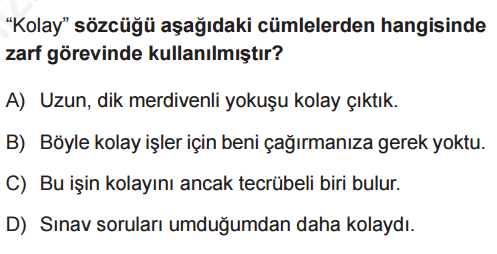 “Kolay” sözcüğü aşağıdaki cümlelerden hangisinde
zarf görevinde kullanılmıştır?
A) Uzun, dik merdivenli yokuşu kolay çıktık.
B) Böyle kolay işler için beni çağırmanıza gerek yoktu.
C) Bu işin kolayını ancak tecrübeli biri bulur.
D) Sınav soruları umduğumdan daha kolaydı.